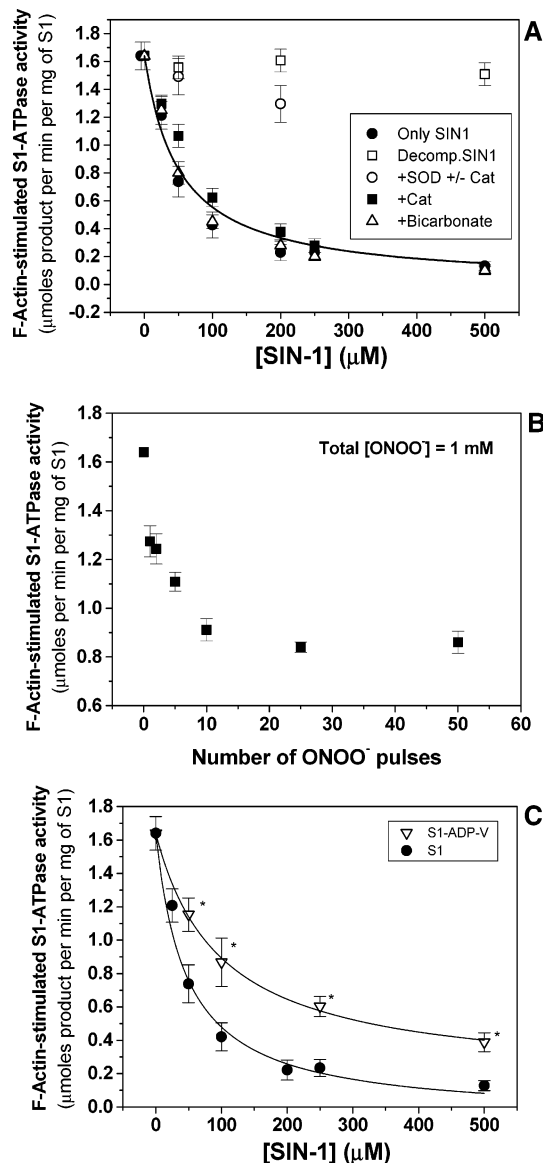 A
F-Actin-stimulated S1-ATPase activity
(μmoles product per min per mg of S1)
1.8
1.6
1.4
1.2
1.0
0.8
0.6
0.4
0.2
0.0
-0.2
Only SIN1
Decomp.SIN1
+SOD +/- Cat
+Cat
+Bicarbonate
0 100 200 300 400 500
[SIN-1] (μM)
B
F-Actin-stimulated S1-ATPase activity
(μmoles per min per mg of S1)
1.8
1.6
1.4
1.2
1.0
0.8
0.6
Total [ONOO⁻] = 1 mM
0 10 20 30 40 50 60
Number of ONOO⁻ pulses
C
F-Actin-stimulated S1-ATPase activity
(μmoles product per min per mg of S1)
1.8
1.6
1.4
1.2
1.0
0.8
0.6
0.4
0.2
0.0
S1-ADP-V
S1
*
*
*
*
0 100 200 300 400 500
[SIN-1] (μM)